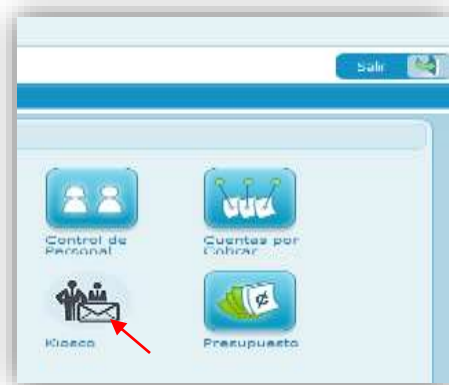 Salir
Control de
Personal
Cuentas por
Cobrar
Kiosco
Presupuesto